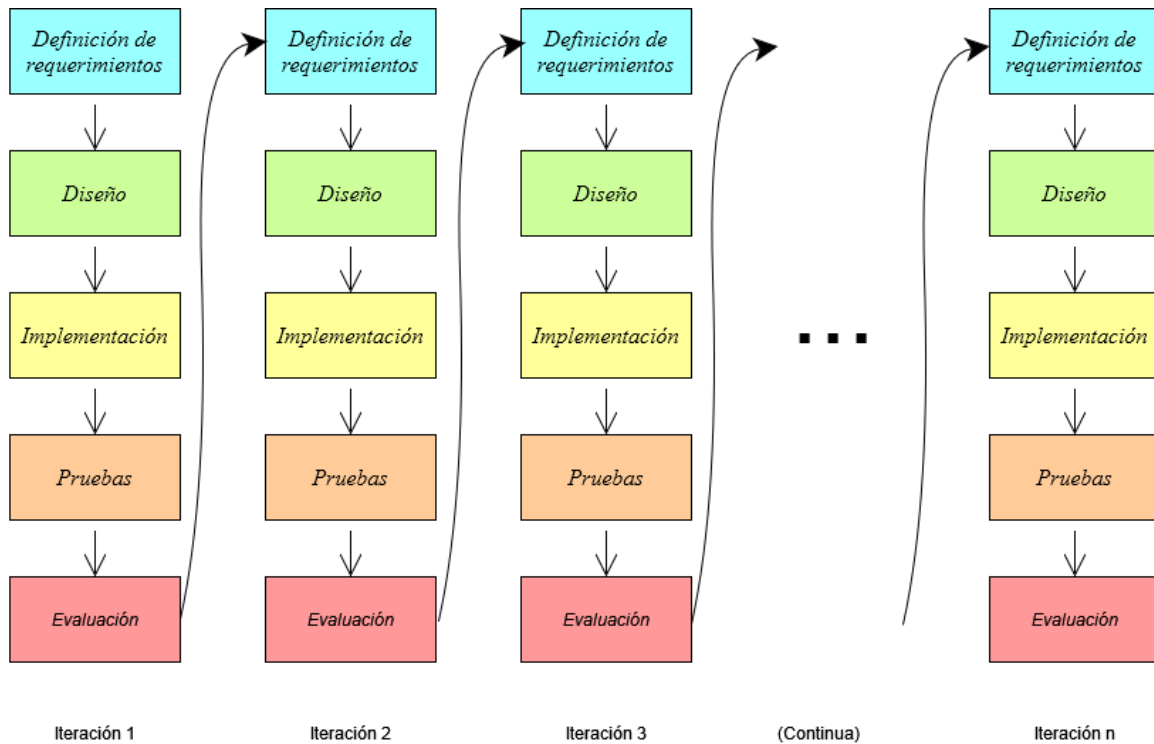 Definición de
requerimientos
Diseño
Implementación
Pruebas
Evaluación
Iteración 1
Definición de
requerimientos
Diseño
Implementación
Pruebas
Evaluación
Iteración 2
Definición de
requerimientos
Diseño
Implementación
Pruebas
Evaluación
Iteración 3
...
(Continua)
Definición de
requerimientos
Diseño
Implementación
Pruebas
Evaluación
Iteración n